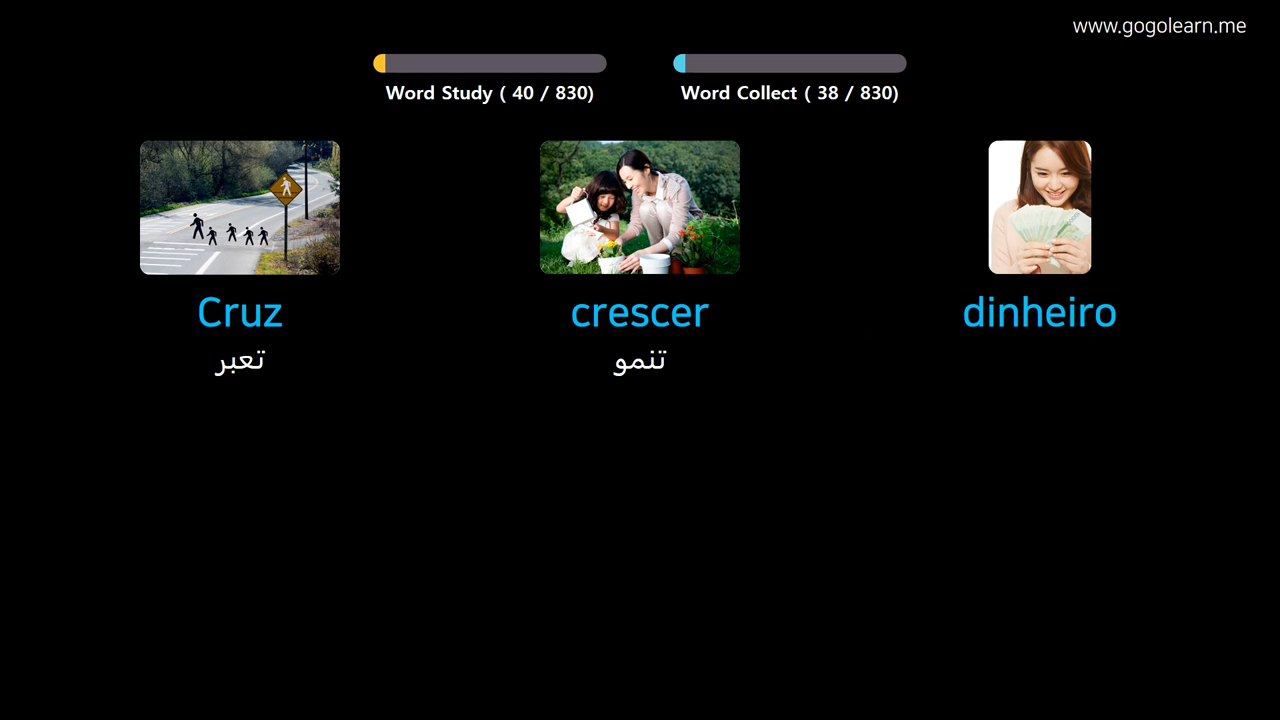 www.gogolearn.me
Word Study ( 40 / 830)
Word Collect ( 38 / 830)
Cruz
تعبر
crescer
تنمو
dinheiro